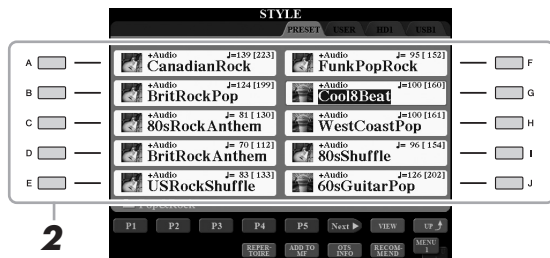 STYLE
PRESET USER HD1 USB1
A +Audio ♩=139 [223] +Audio ♩= 95 [ 152] F
CanadianRock FunkPopRock
B +Audio ♩=124 [199] +Audio ♩=100 [160] G
BritRockPop Cool8Beat
C +Audio ♩= 81 [ 130] +Audio ♩=100 [161] H
80sRockAnthem WestCoastPop
D +Audio ♩= 70 [ 112] +Audio ♩= 96 [ 154] I
BritRockAnthem 80sShuffle
E +Audio ♩= 83 [ 133] +Audio ♩=126 [202] J
USRockShuffle 60sGuitarPop
Pop&Rock
2
P1 P2 P3 P4 P5 Next ▶ VIEW UP
REPER-TOIRE ADD TO MF OTS INFO RECOM-MEND MENU 1